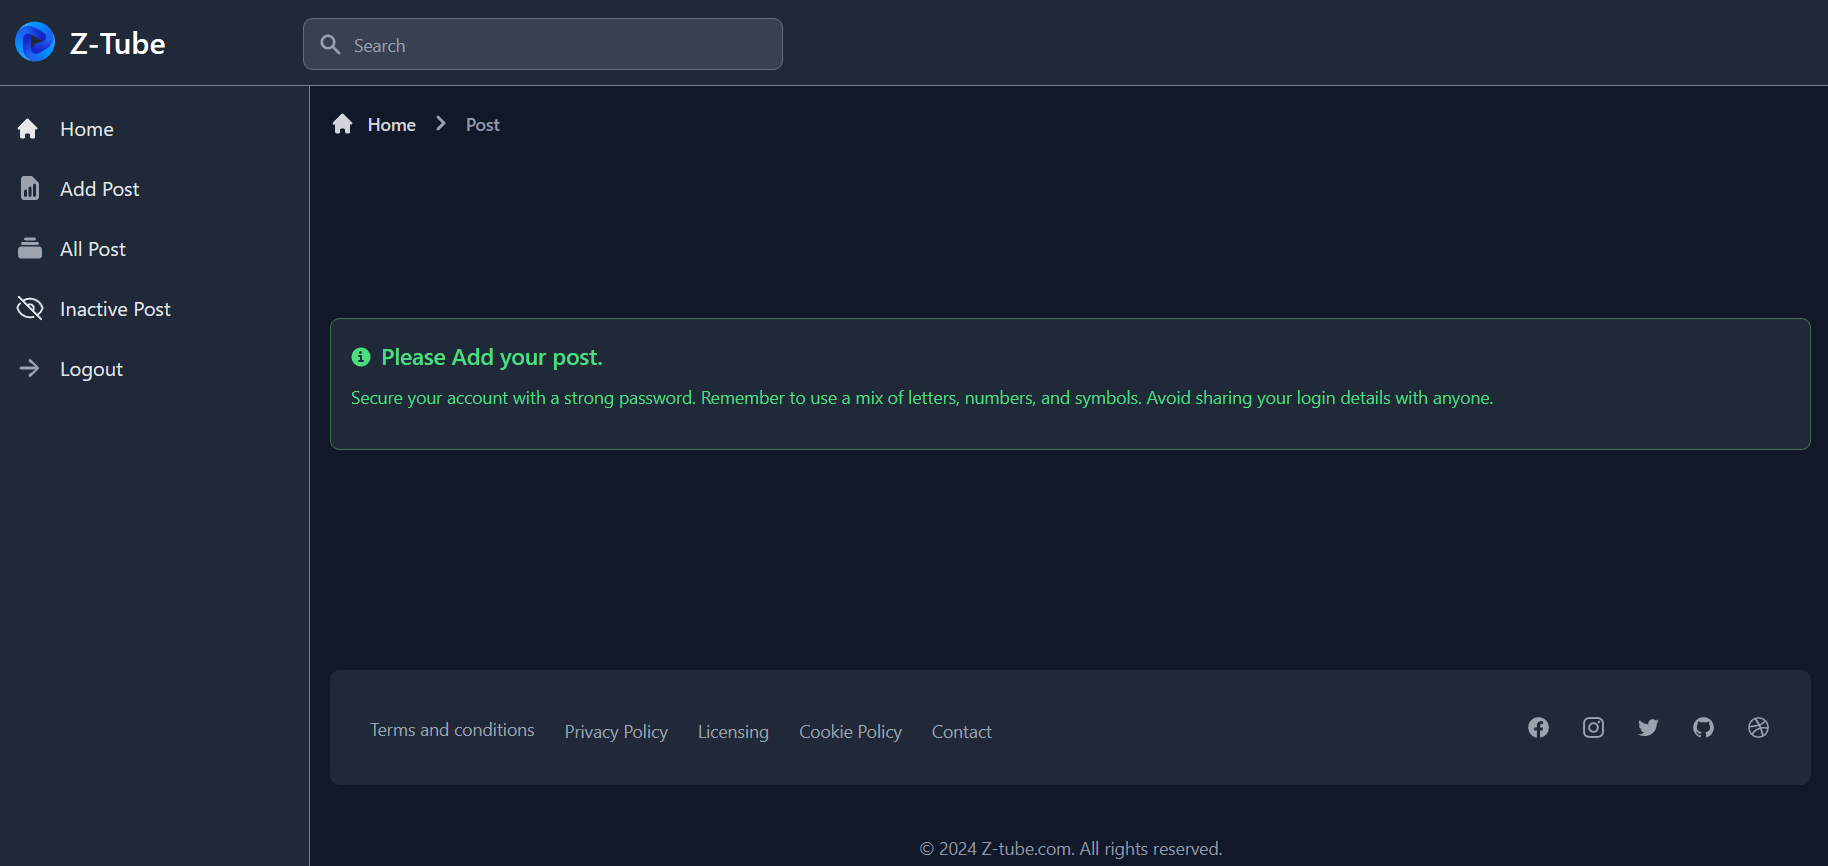 Z-Tube
Search
Home
Add Post
All Post
Inactive Post
Logout
Home > Post
Please Add your post.
Secure your account with a strong password. Remember to use a mix of letters, numbers, and symbols. Avoid sharing your login details with anyone.
Terms and conditions Privacy Policy Licensing Cookie Policy Contact
© 2024 Z-tube.com. All rights reserved.